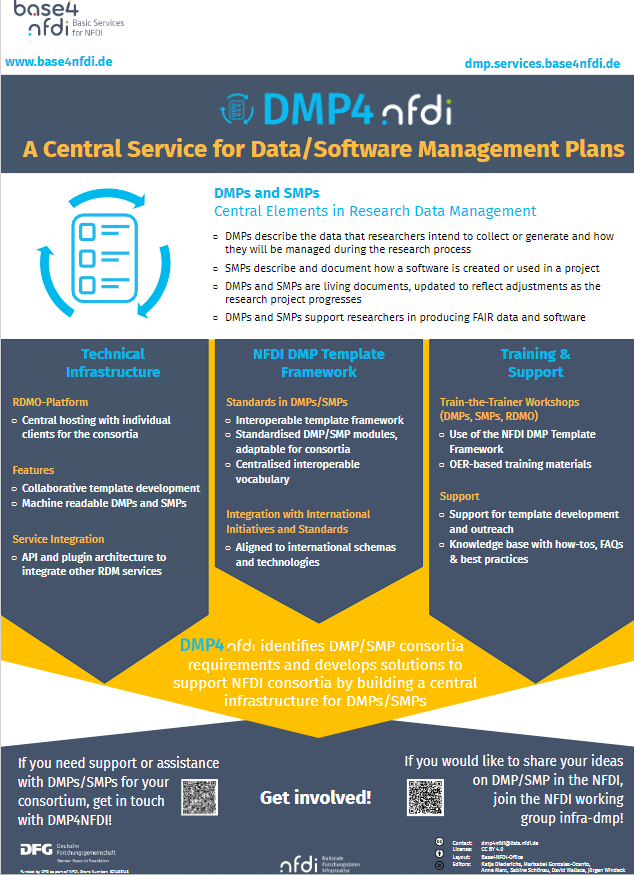 base4
nfdi Basic Services
for NFDI
www.base4nfdi.de
dmp.services.base4nfdi.de
DMP4nfdi
A Central Service for Data/Software Management Plans
DMPs and SMPs
Central Elements in Research Data Management
DMPs describe the data that researchers intend to collect or generate and how
they will be managed during the research process
SMPs describe and document how a software is created or used in a project
DMPs and SMPs are living documents, updated to reflect adjustments as the
research project progresses
DMPs and SMPs support researchers in producing FAIR data and software
Technical
Infrastructure
RDMO-Platform
Central hosting with individual
clients for the consortia
Features
Collaborative template development
Machine readable DMPs and SMPs
Service Integration
API and plugin architecture to
integrate other RDM services
NFDI DMP Template
Framework
Standards in DMPs/SMPs
Interoperable template framework
Standardised DMP/SMP modules,
adaptable for consortia
Centralised interoperable
vocabulary
Integration with International
Initiatives and Standards
Aligned to international schemas
and technologies
Training &
Support
Train-the-Trainer Workshops
(DMPs, SMPs, RDMO)
Use of the NFDI DMP Template
Framework
OER-based training materials
Support
Support for template development
and outreach
Knowledge base with how-tos, FAQs
& best practices
DMP4nfdi identifies DMP/SMP consortia
requirements and develops solutions to
support NFDI consortia by building a central
infrastructure for DMPs/SMPs
If you need support or assistance
with DMPs/SMPs for your
consortium, get in touch
with DMP4NFDI!
Get involved!
If you would like to share your ideas
on DMP/SMP in the NFDI,
join the NFDI working
group infra-dmp!
DFG Deutsche
Forschungsgemeinschaft
German Research Foundation
nfdi Nationale
Forschungsdaten
Infrastruktur
Contact: dmp4nfdi@lists.nfdi.de
License: CC BY 4.0
Layout: Base4NFDI-Office
Editors: Katja Diederichs, Marisabel Gonzalez-Ocanto,
Anne Marx, Sabine Schönau, David Wallace, Jürgen Windeck